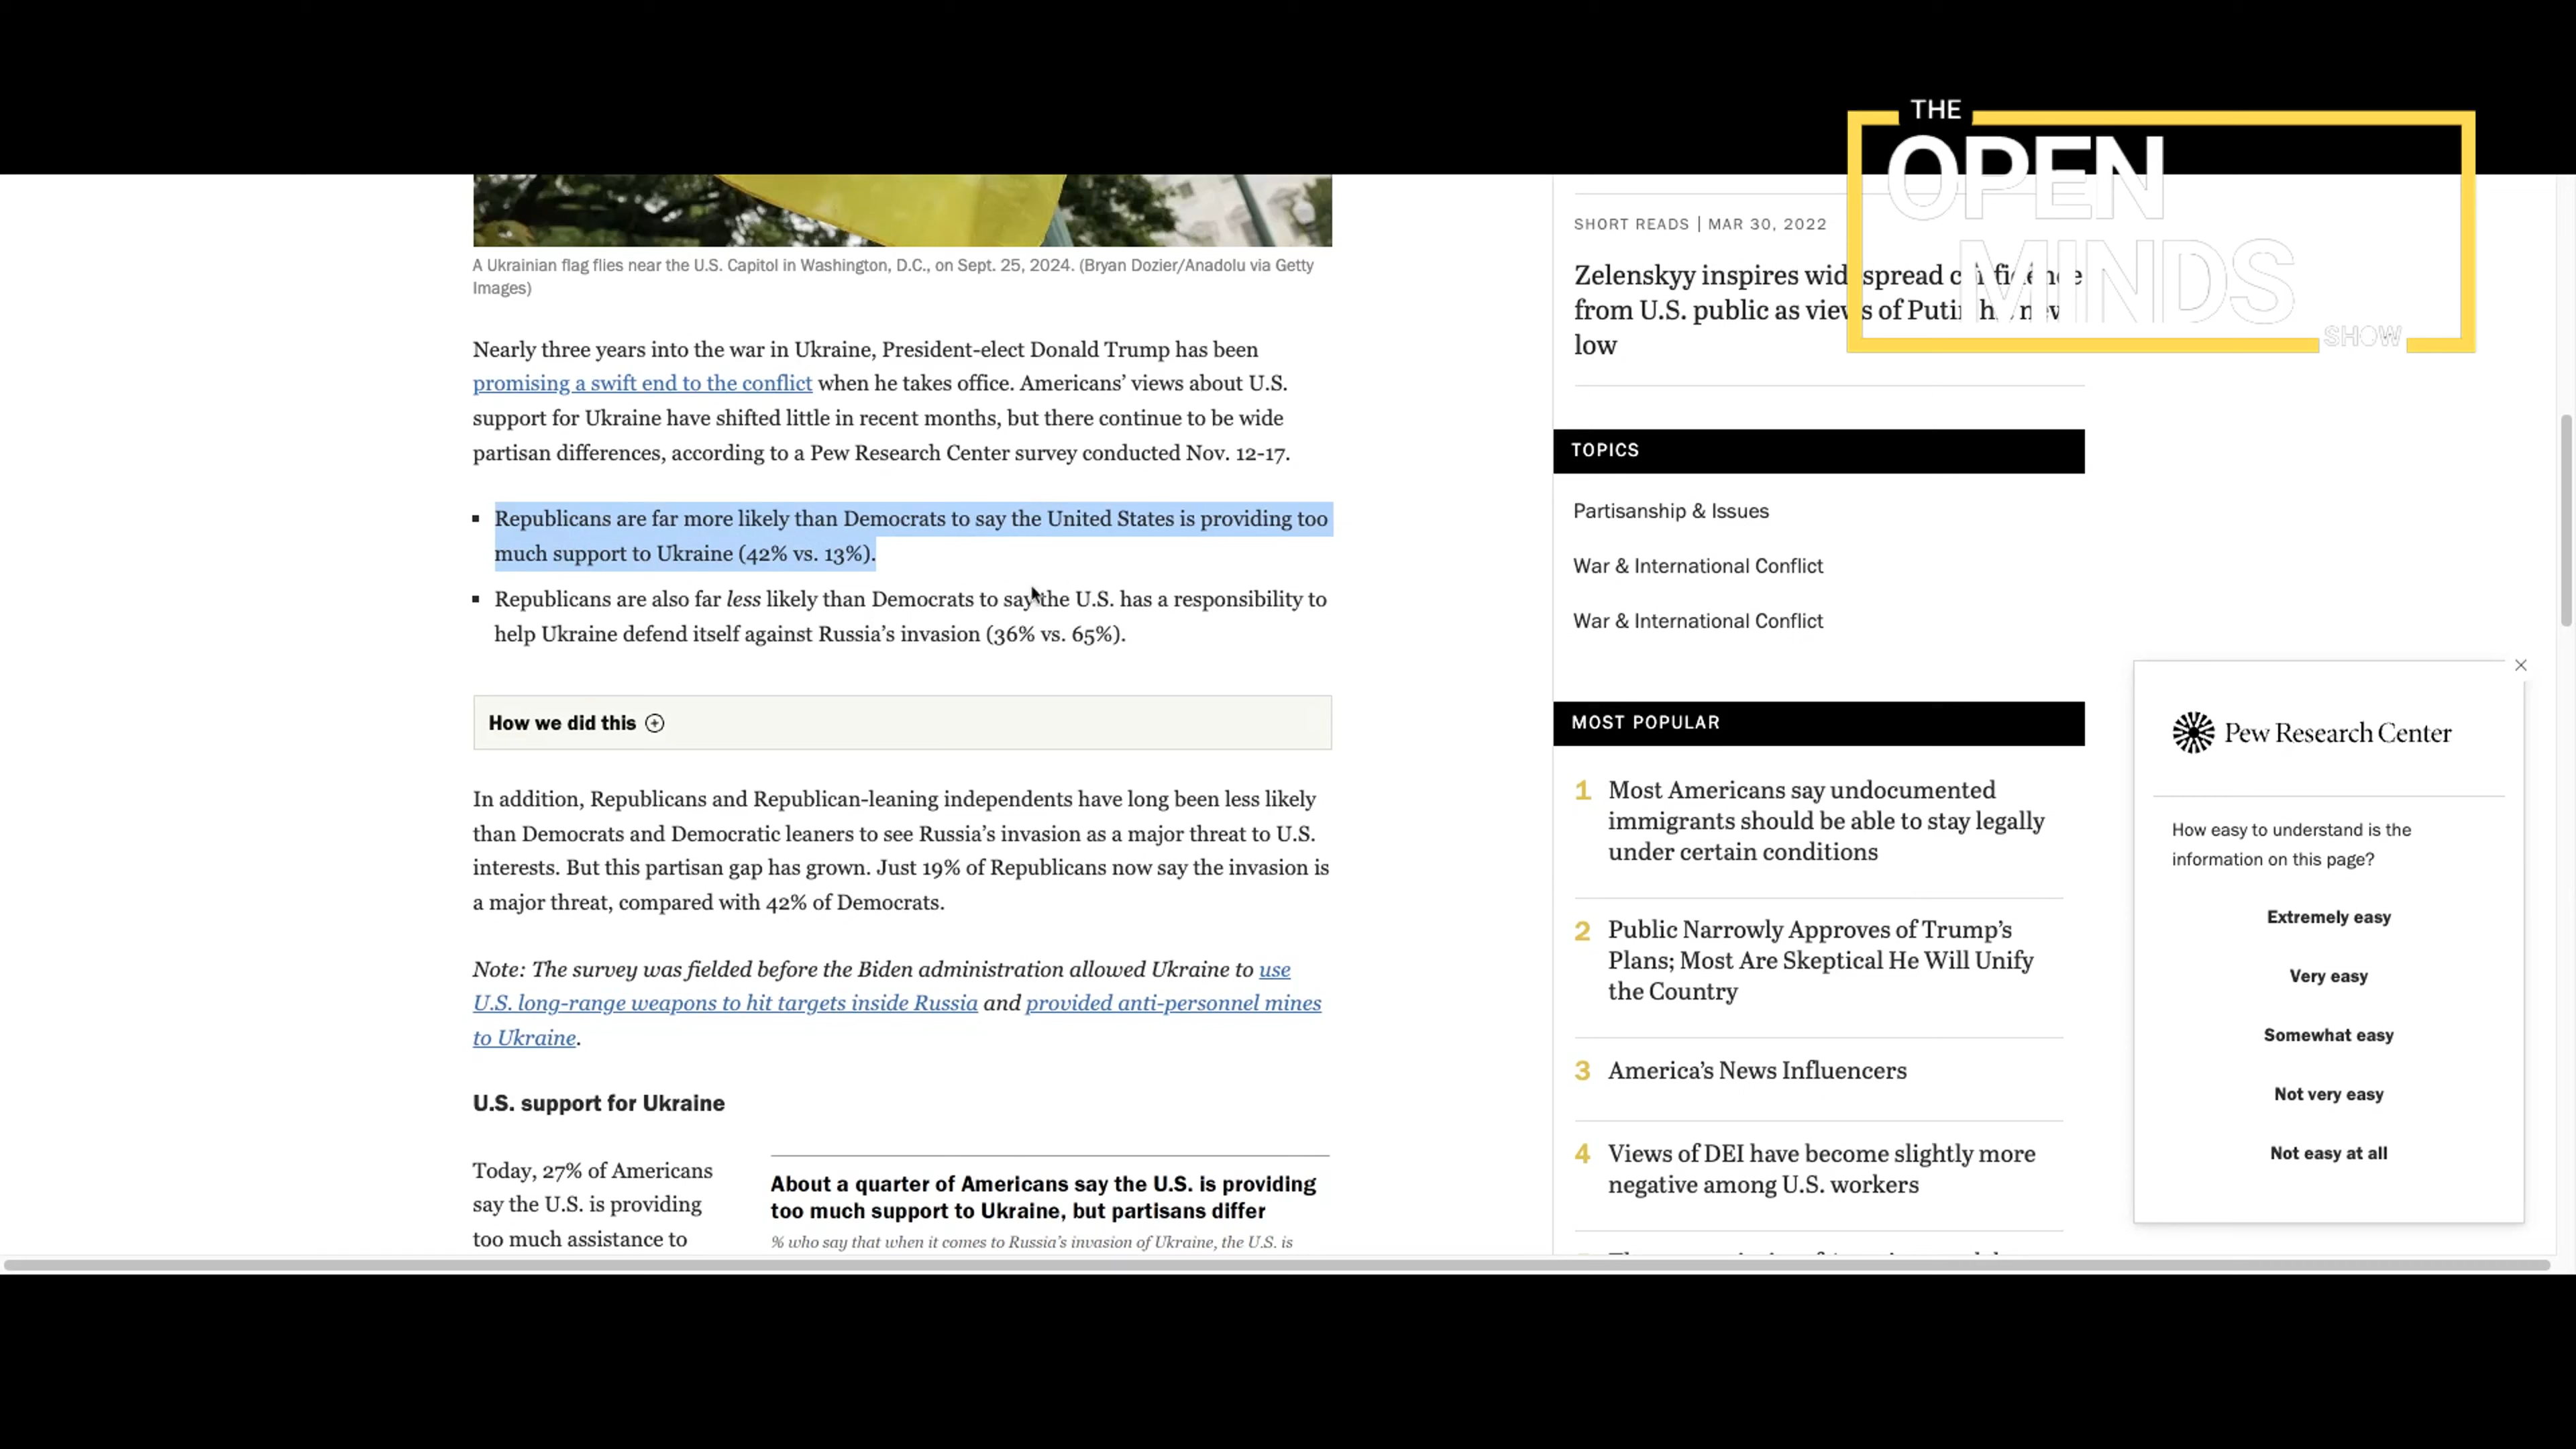 THE
OPEN
MINDS
SHOW
A Ukrainian flag flies near the U.S. Capitol in Washington, D.C., on Sept. 25, 2024. (Bryan Dozier/Anadolu via Getty
Images)
Nearly three years into the war in Ukraine, President-elect Donald Trump has been
promising a swift end to the conflict when he takes office. Americans’ views about U.S.
support for Ukraine have shifted little in recent months, but there continue to be wide
partisan differences, according to a Pew Research Center survey conducted Nov. 12-17.
▪ Republicans are far more likely than Democrats to say the United States is providing too
much support to Ukraine (42% vs. 13%).
▪ Republicans are also far less likely than Democrats to say the U.S. has a responsibility to
help Ukraine defend itself against Russia’s invasion (36% vs. 65%).
How we did this
In addition, Republicans and Republican-leaning independents have long been less likely
than Democrats and Democratic leaners to see Russia’s invasion as a major threat to U.S.
interests. But this partisan gap has grown. Just 19% of Republicans now say the invasion is
a major threat, compared with 42% of Democrats.
Note: The survey was fielded before the Biden administration allowed Ukraine to use
U.S. long-range weapons to hit targets inside Russia and provided anti-personnel mines
to Ukraine.
U.S. support for Ukraine
Today, 27% of Americans
say the U.S. is providing
too much assistance to
About a quarter of Americans say the U.S. is providing
too much support to Ukraine, but partisans differ
% who say that when it comes to Russia’s invasion of Ukraine, the U.S. is
SHORT READS | MAR 30, 2022
Zelenskyy inspires widespread confidence
from U.S. public as views of Putin hit new
low
TOPICS
Partisanship & Issues
War & International Conflict
War & International Conflict
MOST POPULAR
1 Most Americans say undocumented
immigrants should be able to stay legally
under certain conditions
2 Public Narrowly Approves of Trump’s
Plans; Most Are Skeptical He Will Unify
the Country
3 America’s News Influencers
4 Views of DEI have become slightly more
negative among U.S. workers
Pew Research Center
How easy to understand is the
information on this page?
Extremely easy
Very easy
Somewhat easy
Not very easy
Not easy at all